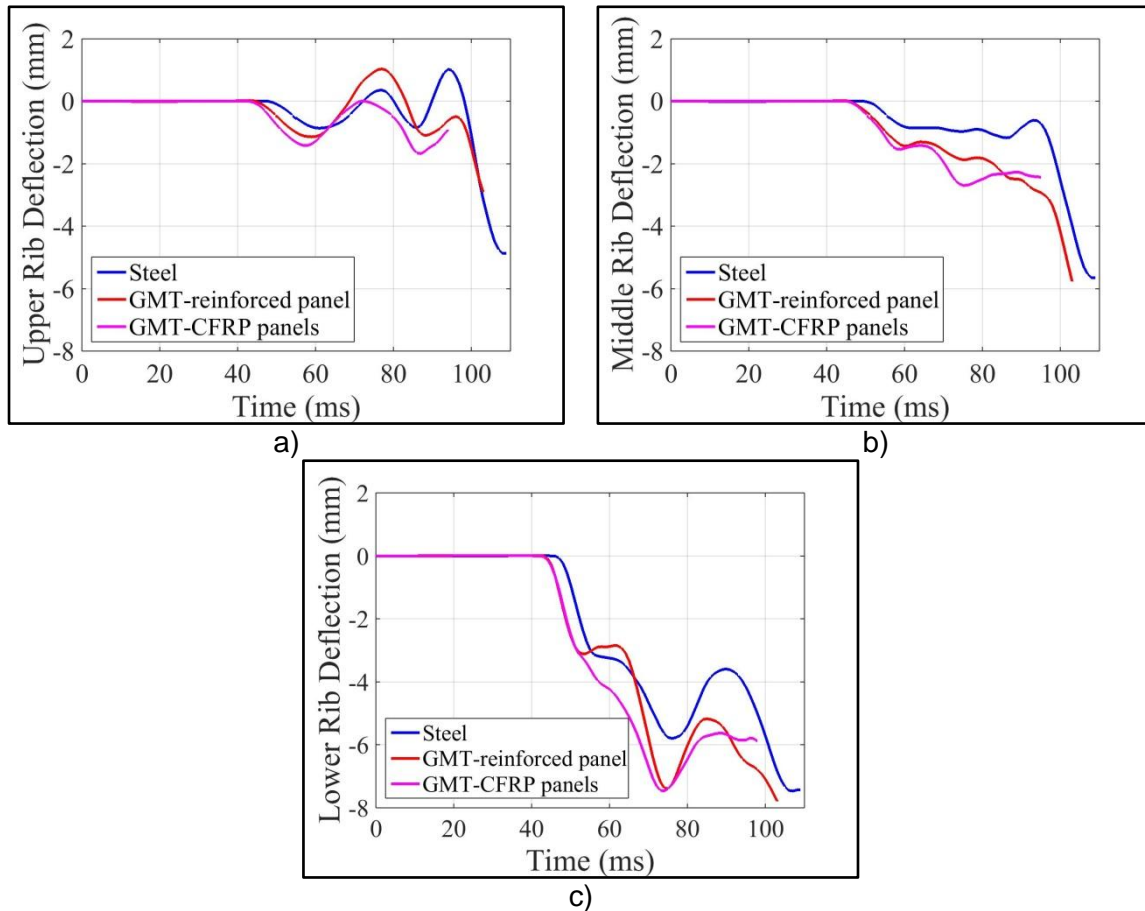 Upper Rib Deflection (mm)
2
0
-2
-4
-6
-8
Steel
GMT-reinforced panel
GMT-CFRP panels
0 20 40 60 80 100
Time (ms)
a)
Middle Rib Deflection (mm)
2
0
-2
-4
-6
-8
Steel
GMT-reinforced panel
GMT-CFRP panels
0 20 40 60 80 100
Time (ms)
b)
Lower Rib Deflection (mm)
2
0
-2
-4
-6
-8
Steel
GMT-reinforced panel
GMT-CFRP panels
0 20 40 60 80 100
Time (ms)
c)